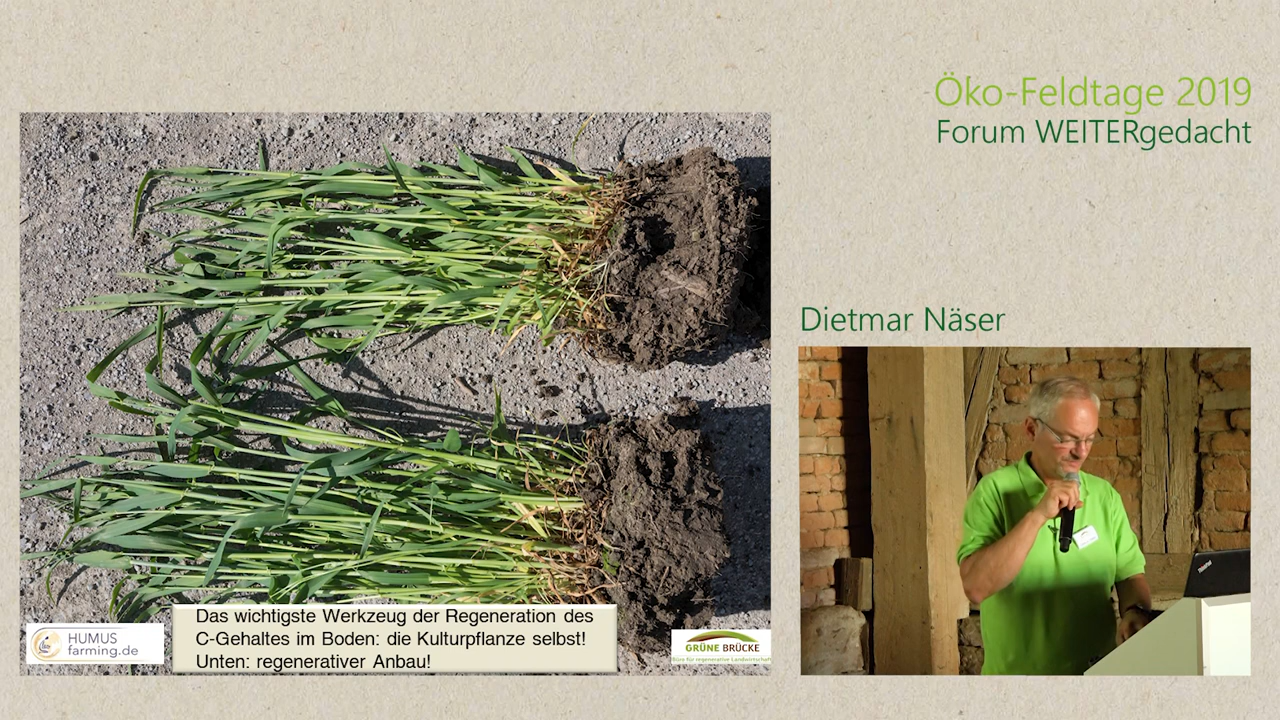 Öko-Feldtage 2019
Forum WEITERgedacht
Dietmar Näser
Das wichtigste Werkzeug der Regeneration des
C-Gehaltes im Boden: die Kulturpflanze selbst!
Unten: regenerativer Anbau!
HUMUS
farming.de
GRÜNE BRÜCKE
Büro für regenerative Landwirtschaft
ThinkPad